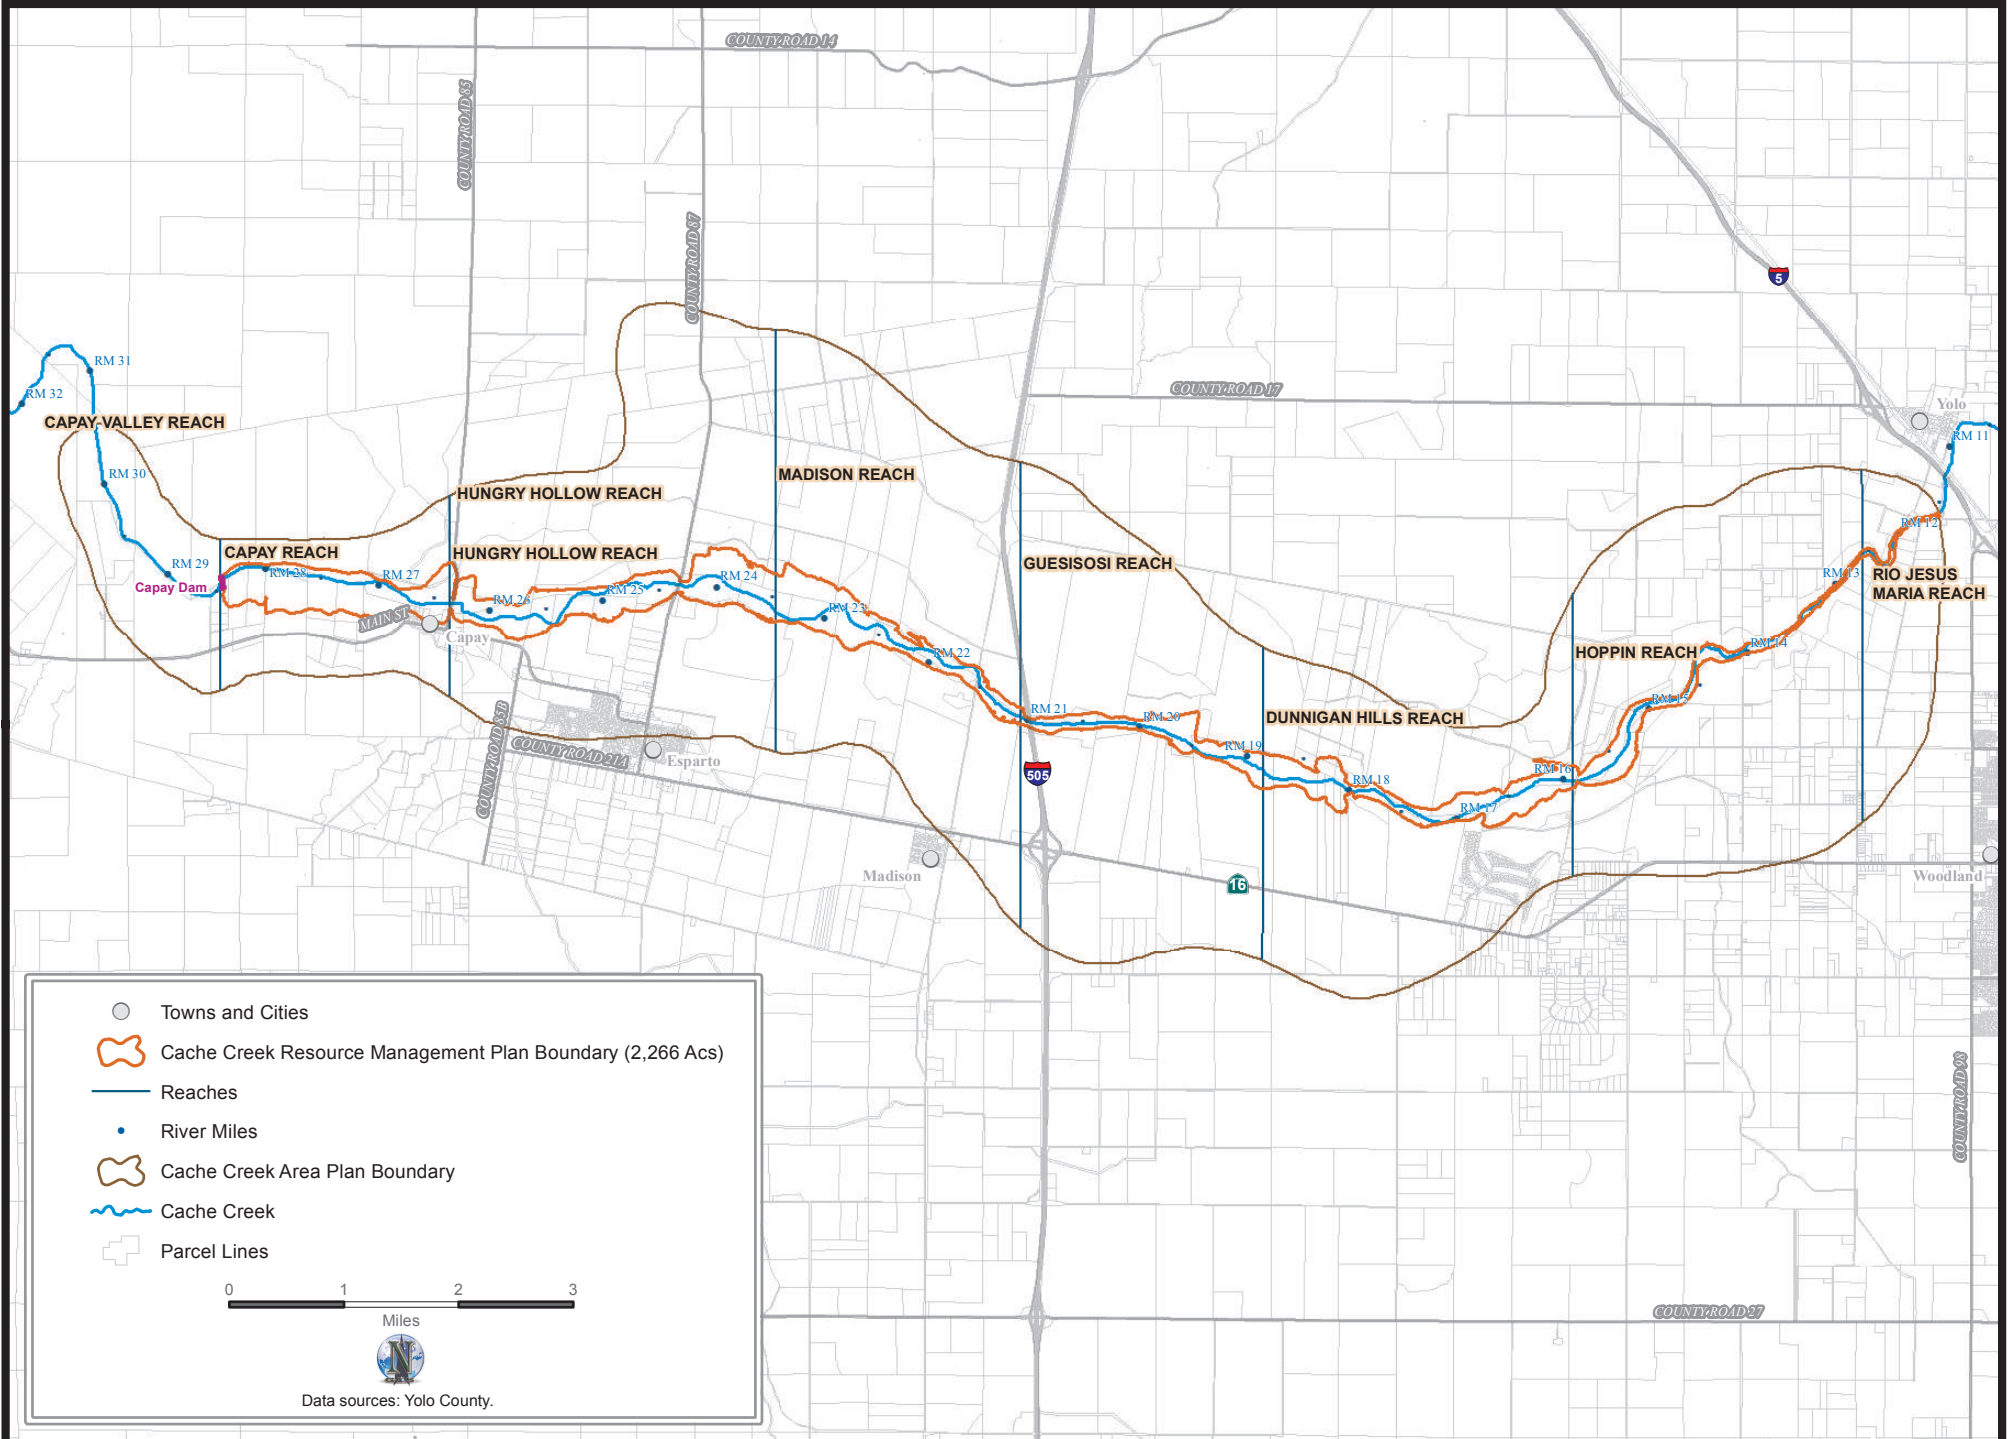 COUNTY ROAD 14
COUNTY ROAD 85
COUNTY ROAD 87
5
RM 31
RM 32
COUNTY ROAD 17
Yolo
CAPAY VALLEY REACH
RM 11
RM 30
MADISON REACH
HUNGRY HOLLOW REACH
RM 12
CAPAY REACH
HUNGRY HOLLOW REACH
GUESISOSI REACH
RM 29
RM 28
RM 27
RM 24
RM 13
RIO JESUS
MARIA REACH
Capay Dam
RM 26
RM 25
RM 23
MAIN ST
Capay
RM 22
HOPPIN REACH
RM 14
RM 15
RM 21
RM 20
DUNNIGAN HILLS REACH
COUNTY ROAD 85B
COUNTY ROAD 21A
Esparto
RM 19
505
RM 18
RM 16
RM 17
Madison
16
Woodland
Towns and Cities
Cache Creek Resource Management Plan Boundary (2,266 Acs)
Reaches
River Miles
Cache Creek Area Plan Boundary
Cache Creek
Parcel Lines
0 1 2 3
Miles
N
Data sources: Yolo County.
COUNTY ROAD 98
COUNTY ROAD 27